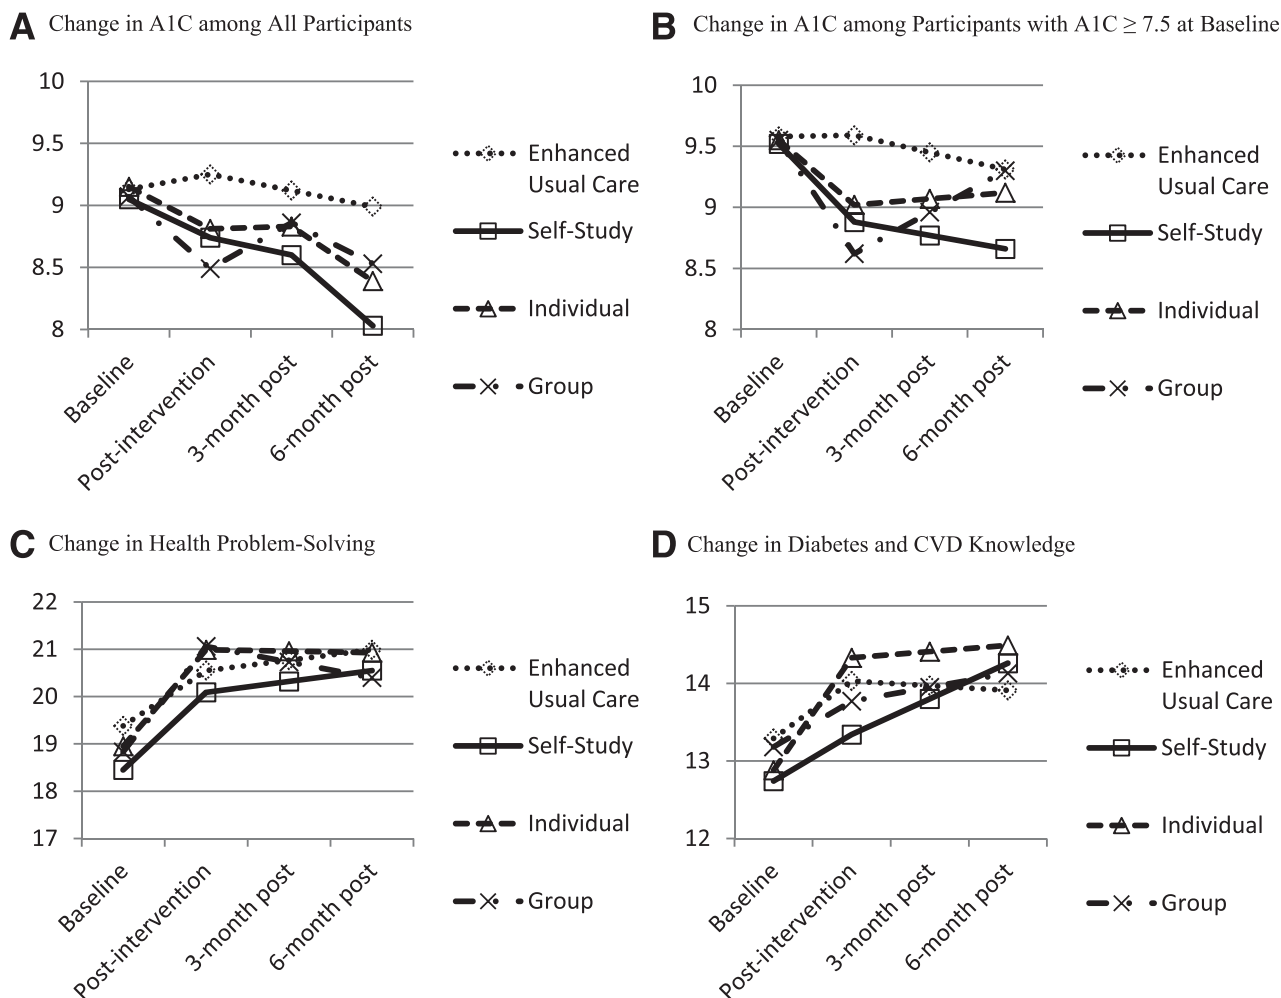 A Change in A1C among All Participants
10
9.5
9
8.5
8
Baseline
Post-intervention
3-month post
6-month post
Enhanced
Usual Care
Self-Study
Individual
Group
B Change in A1C among Participants with A1C ≥ 7.5 at Baseline
10
9.5
9
8.5
8
Baseline
Post-intervention
3-month post
6-month post
Enhanced
Usual Care
Self-Study
Individual
Group
C Change in Health Problem-Solving
22
21
20
19
18
17
Baseline
Post-intervention
3-month post
6-month post
Enhanced
Usual Care
Self-Study
Individual
Group
D Change in Diabetes and CVD Knowledge
15
14
13
12
Baseline
Post-intervention
3-month post
6-month post
Enhanced
Usual Care
Self-Study
Individual
Group